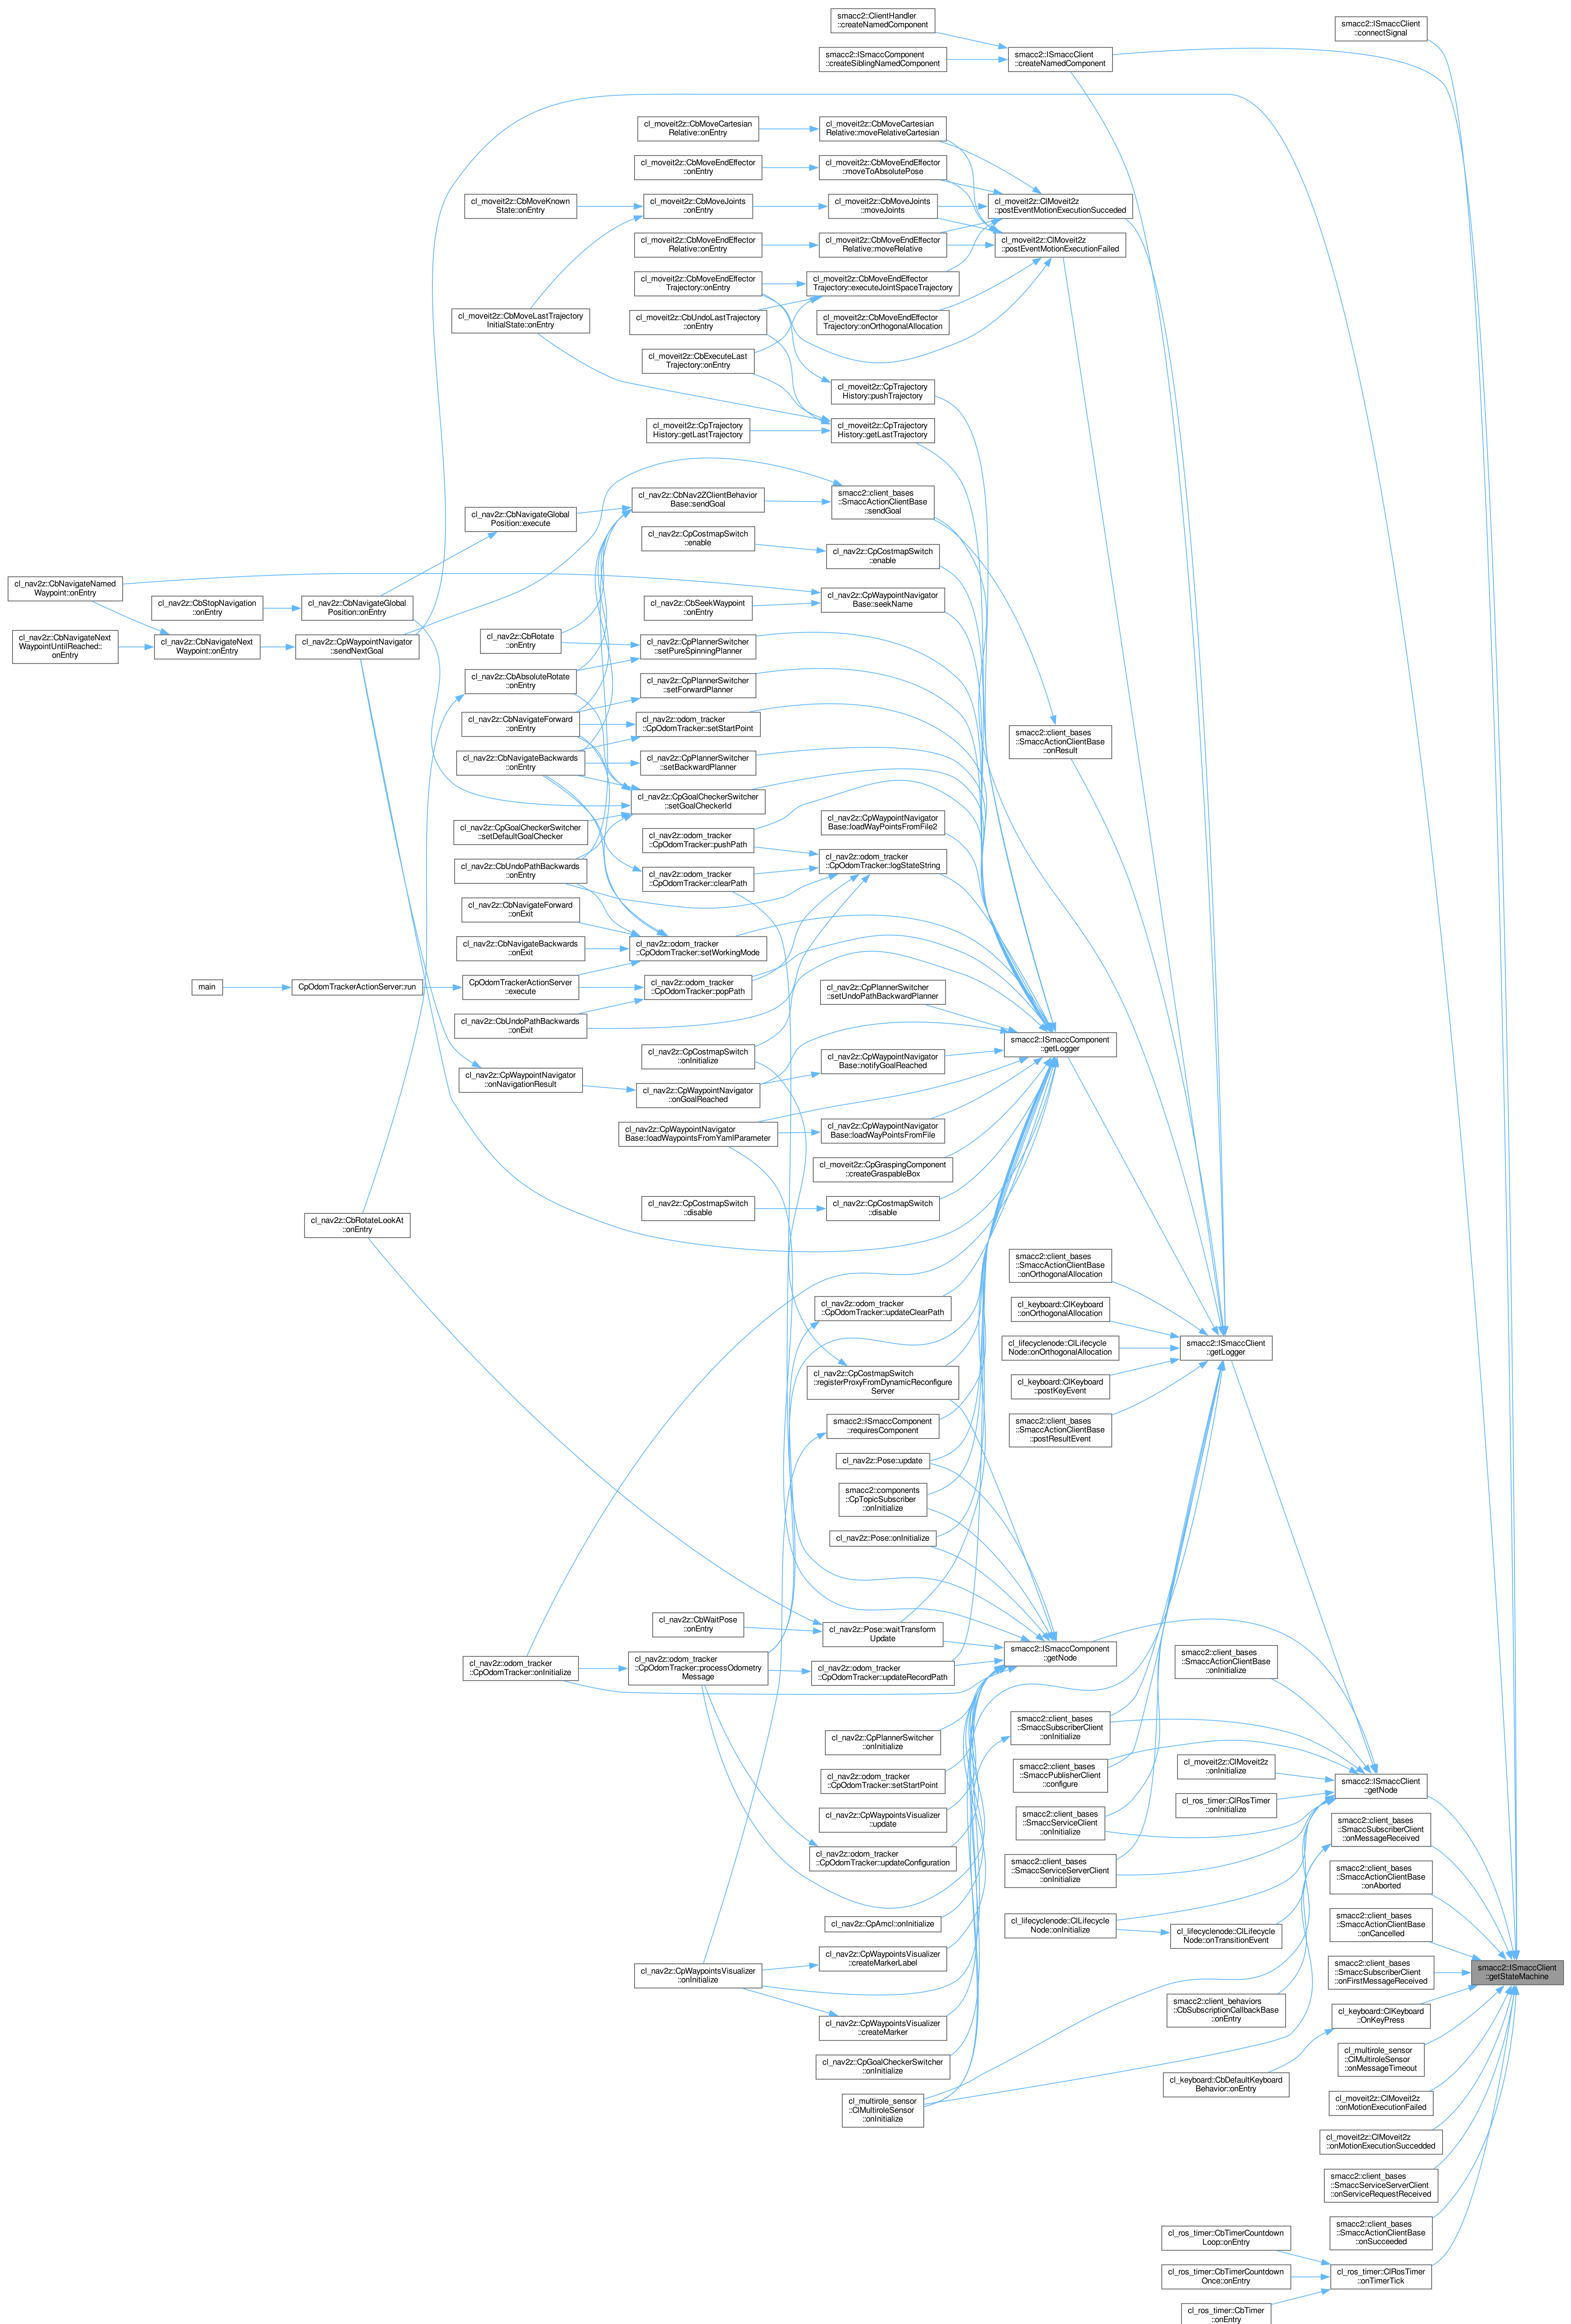 smacc2::ClientHandler
::createNamedComponent
smacc2::ISmaccClient
::connectSignal
smacc2::ISmaccComponent
::createSiblingNamedComponent
smacc2::ISmaccClient
::createNamedComponent
cl_moveit2z::CbMoveCartesian
Relative::onEntry
cl_moveit2z::CbMoveCartesian
Relative::moveRelativeCartesian
cl_moveit2z::CbMoveEndEffector
::onEntry
cl_moveit2z::CbMoveEndEffector
::moveToAbsolutePose
cl_moveit2z::CbMoveKnown
State::onEntry
cl_moveit2z::CbMoveJoints
::onEntry
cl_moveit2z::CbMoveJoints
::moveJoints
cl_moveit2z::ClMoveit2z
::postEventMotionExecutionSucceded
cl_moveit2z::CbMoveEndEffector
Relative::onEntry
cl_moveit2z::CbMoveEndEffector
Relative::moveRelative
cl_moveit2z::ClMoveit2z
::postEventMotionExecutionFailed
cl_moveit2z::CbMoveEndEffector
Trajectory::onEntry
cl_moveit2z::CbMoveEndEffector
Trajectory::executeJointSpaceTrajectory
cl_moveit2z::CbMoveLastTrajectory
InitialState::onEntry
cl_moveit2z::CbUndoLastTrajectory
::onEntry
cl_moveit2z::CbMoveEndEffector
Trajectory::onOrthogonalAllocation
cl_moveit2z::CbExecuteLast
Trajectory::onEntry
cl_moveit2z::CpTrajectory
History::pushTrajectory
cl_moveit2z::CpTrajectory
History::getLastTrajectory
cl_moveit2z::CpTrajectory
History::getLastTrajectory
cl_nav2z::CbNav2ZClientBehavior
Base::sendGoal
smacc2::client_bases
::SmaccActionClientBase
::sendGoal
cl_nav2z::CbNavigateGlobal
Position::execute
cl_nav2z::CpCostmapSwitch
::enable
cl_nav2z::CpCostmapSwitch
::enable
cl_nav2z::CbNavigateNamed
Waypoint::onEntry
cl_nav2z::CbStopNavigation
::onEntry
cl_nav2z::CbNavigateGlobal
Position::onEntry
cl_nav2z::CbSeekWaypoint
::onEntry
cl_nav2z::CpWaypointNavigator
Base::seekName
cl_nav2z::CbNavigateNext
WaypointUntilReached::
onEntry
cl_nav2z::CbNavigateNext
Waypoint::onEntry
cl_nav2z::CpWaypointNavigator
::sendNextGoal
cl_nav2z::CbRotate
::onEntry
cl_nav2z::CpPlannerSwitcher
::setPureSpinningPlanner
cl_nav2z::CbAbsoluteRotate
::onEntry
cl_nav2z::CpPlannerSwitcher
::setForwardPlanner
cl_nav2z::CbNavigateForward
::onEntry
cl_nav2z::odom_tracker
::CpOdomTracker::setStartPoint
smacc2::client_bases
::SmaccActionClientBase
::onResult
cl_nav2z::CbNavigateBackwards
::onEntry
cl_nav2z::CpPlannerSwitcher
::setBackwardPlanner
cl_nav2z::CpGoalCheckerSwitcher
::setGoalCheckerId
cl_nav2z::CpGoalCheckerSwitcher
::setDefaultGoalChecker
cl_nav2z::odom_tracker
::CpOdomTracker::pushPath
cl_nav2z::CpWaypointNavigator
Base::loadWayPointsFromFile2
cl_nav2z::CbUndoPathBackwards
::onEntry
cl_nav2z::odom_tracker
::CpOdomTracker::clearPath
cl_nav2z::odom_tracker
::CpOdomTracker::logStateString
cl_nav2z::CbNavigateForward
::onExit
cl_nav2z::CbNavigateBackwards
::onExit
cl_nav2z::odom_tracker
::CpOdomTracker::setWorkingMode
main
CpOdomTrackerActionServer::run
CpOdomTrackerActionServer
::execute
cl_nav2z::odom_tracker
::CpOdomTracker::popPath
cl_nav2z::CpPlannerSwitcher
::setUndoPathBackwardPlanner
cl_nav2z::CbUndoPathBackwards
::onExit
smacc2::ISmaccComponent
::getLogger
cl_nav2z::CpCostmapSwitch
::onInitialize
cl_nav2z::CpWaypointNavigator
Base::notifyGoalReached
cl_nav2z::CpWaypointNavigator
::onNavigationResult
cl_nav2z::CpWaypointNavigator
::onGoalReached
cl_nav2z::CpWaypointNavigator
Base::loadWaypointsFromYamlParameter
cl_nav2z::CpWaypointNavigator
Base::loadWayPointsFromFile
cl_moveit2z::CpGraspingComponent
::createGraspableBox
cl_nav2z::CpCostmapSwitch
::disable
cl_nav2z::CpCostmapSwitch
::disable
cl_nav2z::CbRotateLookAt
::onEntry
smacc2::client_bases
::SmaccActionClientBase
::onOrthogonalAllocation
cl_nav2z::odom_tracker
::CpOdomTracker::updateClearPath
cl_keyboard::ClKeyboard
::onOrthogonalAllocation
cl_lifecyclenode::ClLifecycle
Node::onOrthogonalAllocation
smacc2::ISmaccClient
::getLogger
cl_nav2z::CpCostmapSwitch
::registerProxyFromDynamicReconfigure
Server
cl_keyboard::ClKeyboard
::postKeyEvent
smacc2::ISmaccComponent
::requiresComponent
smacc2::client_bases
::SmaccActionClientBase
::postResultEvent
cl_nav2z::Pose::update
smacc2::components
::CpTopicSubscriber
::onInitialize
cl_nav2z::Pose::onInitialize
cl_nav2z::CbWaitPose
::onEntry
cl_nav2z::Pose::waitTransform
Update
smacc2::ISmaccComponent
::getNode
cl_nav2z::odom_tracker
::CpOdomTracker::onInitialize
cl_nav2z::odom_tracker
::CpOdomTracker::processOdometry
Message
cl_nav2z::odom_tracker
::CpOdomTracker::updateRecordPath
smacc2::client_bases
::SmaccActionClientBase
::onInitialize
cl_nav2z::CpPlannerSwitcher
::onInitialize
smacc2::client_bases
::SmaccSubscriberClient
::onInitialize
cl_nav2z::odom_tracker
::CpOdomTracker::setStartPoint
smacc2::client_bases
::SmaccPublisherClient
::configure
cl_moveit2z::ClMoveit2z
::onInitialize
smacc2::ISmaccClient
::getNode
cl_nav2z::CpWaypointsVisualizer
::update
smacc2::client_bases
::SmaccServiceClient
::onInitialize
cl_ros_timer::ClRosTimer
::onInitialize
smacc2::client_bases
::SmaccSubscriberClient
::onMessageReceived
cl_nav2z::odom_tracker
::CpOdomTracker::updateConfiguration
smacc2::client_bases
::SmaccServiceServerClient
::onInitialize
smacc2::client_bases
::SmaccActionClientBase
::onAborted
cl_nav2z::CpAmcl::onInitialize
cl_lifecyclenode::ClLifecycle
Node::onInitialize
cl_lifecyclenode::ClLifecycle
Node::onTransitionEvent
smacc2::client_bases
::SmaccActionClientBase
::onCancelled
cl_nav2z::CpWaypointsVisualizer
::onInitialize
cl_nav2z::CpWaypointsVisualizer
::createMarkerLabel
smacc2::client_bases
::SmaccSubscriberClient
::onFirstMessageReceived
smacc2::ISmaccClient
::getStateMachine
cl_nav2z::CpWaypointsVisualizer
::createMarker
smacc2::client_behaviors
::CbSubscriptionCallbackBase
::onEntry
cl_keyboard::ClKeyboard
::OnKeyPress
cl_nav2z::CpGoalCheckerSwitcher
::onInitialize
cl_multirole_sensor
::ClMultiroleSensor
::onMessageTimeout
cl_multirole_sensor
::ClMultiroleSensor
::onInitialize
cl_keyboard::CbDefaultKeyboard
Behavior::onEntry
cl_moveit2z::ClMoveit2z
::onMotionExecutionFailed
cl_moveit2z::ClMoveit2z
::onMotionExecutionSuccedded
smacc2::client_bases
::SmaccServiceServerClient
::onServiceRequestReceived
smacc2::client_bases
::SmaccActionClientBase
::onSucceeded
cl_ros_timer::CbTimerCountdown
Loop::onEntry
cl_ros_timer::CbTimerCountdown
Once::onEntry
cl_ros_timer::ClRosTimer
::onTimerTick
cl_ros_timer::CbTimer
::onEntry